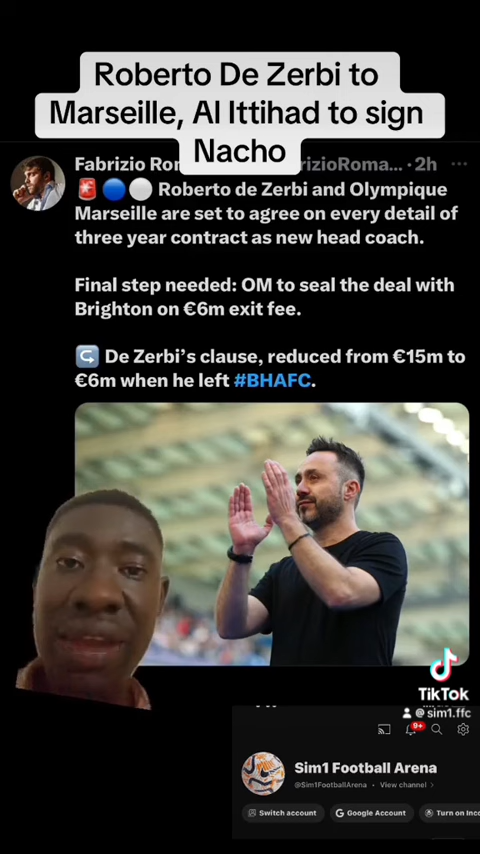 Roberto De Zerbi to
Marseille, Al Ittihad to sign
Nacho
Fabrizio Ro rizioRoma... · 2h
Roberto de Zerbi and Olympique
Marseille are set to agree on every detail of
three year contract as new head coach.
Final step needed: OM to seal the deal with
Brighton on €6m exit fee.
De Zerbi's clause, reduced from €15m to
€6m when he left #BHAFC.
TikTok
@sim1.ffc
9+
Sim1 Football Arena
@Sim1FootballArena · View channel
Switch account
Google Account
Turn on Inco